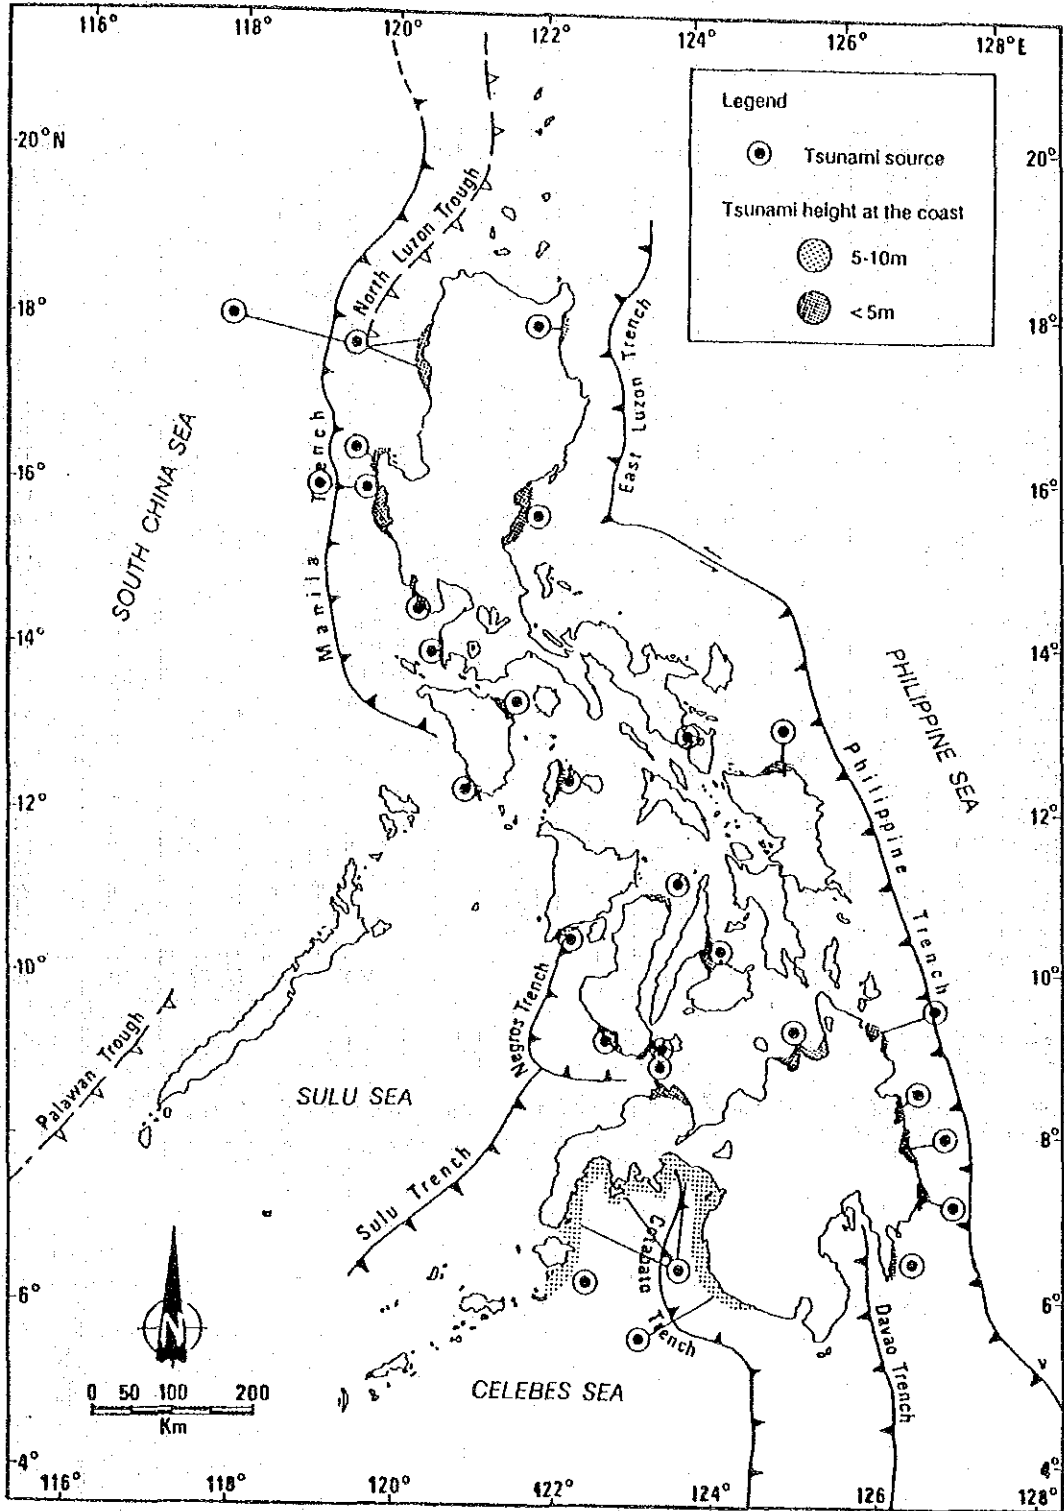 116° 118° 120° 122° 124° 126° 128°E
Legend
Tsunami source
Tsunami height at the coast
5-10m
<5m
20°N
20°
North Luzon Trough
18°
18°
East Luzon Trench
16°
16°
SOUTH CHINA SEA
Manila Trench
14°
14°
PHILIPPINE SEA
Philippine Trench
12°
12°
10°
10°
Negros Trench
Palawan Trough
SULU SEA
8°
Sulu Trench
Cotabato Trench
6°
6°
Davao Trench
N
CELEBES SEA
0 50 100 200
Km
4°
4°
116° 118° 120° 122° 124° 126° 128°